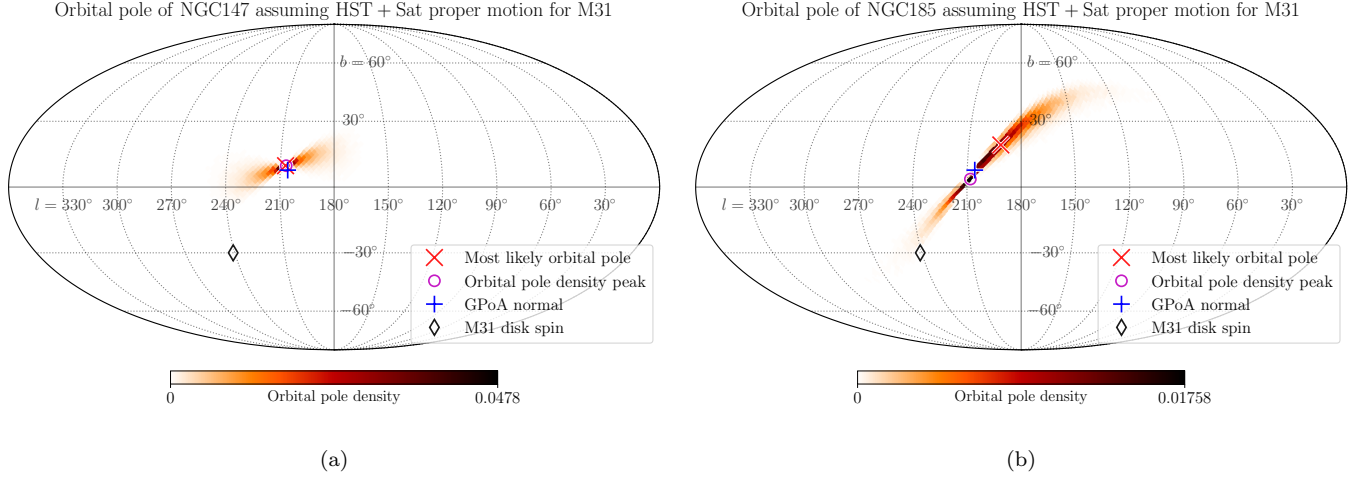 Orbital pole of NGC147 assuming HST + Sat proper motion for M31
b = 60°
30°
l = 330° 300° 270° 240° 210° 180° 150° 120° 90° 60° 30°
−30°
−60°
Most likely orbital pole
Orbital pole density peak
GPoA normal
M31 disk spin
0 Orbital pole density 0.0478
(a)
Orbital pole of NGC185 assuming HST + Sat proper motion for M31
b = 60°
30°
l = 330° 300° 270° 240° 210° 180° 150° 120° 90° 60° 30°
−30°
−60°
Most likely orbital pole
Orbital pole density peak
GPoA normal
M31 disk spin
0 Orbital pole density 0.01758
(b)